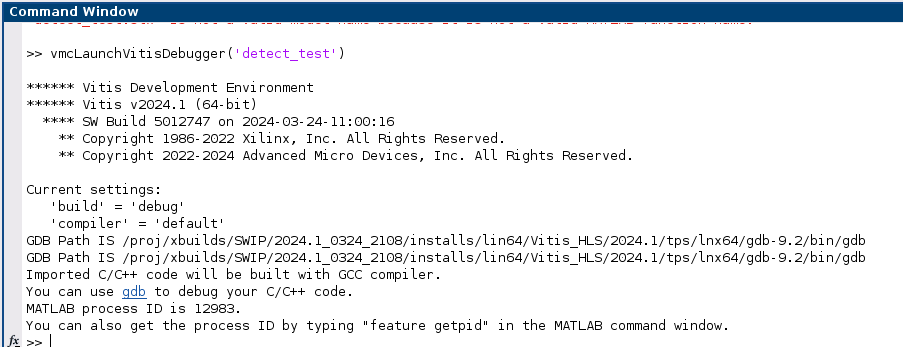 Command Window
>> vmcLaunchVitisDebugger('detect_test')
****** Vitis Development Environment
****** Vitis v2024.1 (64-bit)
**** SW Build 5012747 on 2024-03-24-11:00:16
** Copyright 1986-2022 Xilinx, Inc. All Rights Reserved.
** Copyright 2022-2024 Advanced Micro Devices, Inc. All Rights Reserved.
Current settings:
'build' = 'debug'
'compiler' = 'default'
GDB Path IS /proj/xbuilds/SWIP/2024.1_0324_2108/installs/lin64/Vitis_HLS/2024.1/tps/lnx64/gdb-9.2/bin/gdb
GDB Path IS /proj/xbuilds/SWIP/2024.1_0324_2108/installs/lin64/Vitis_HLS/2024.1/tps/lnx64/gdb-9.2/bin/gdb
Imported C/C++ code will be built with GCC compiler.
You can use gdb to debug your C/C++ code.
MATLAB process ID is 12983.
You can also get the process ID by typing "feature getpid" in the MATLAB command window.
fx >>